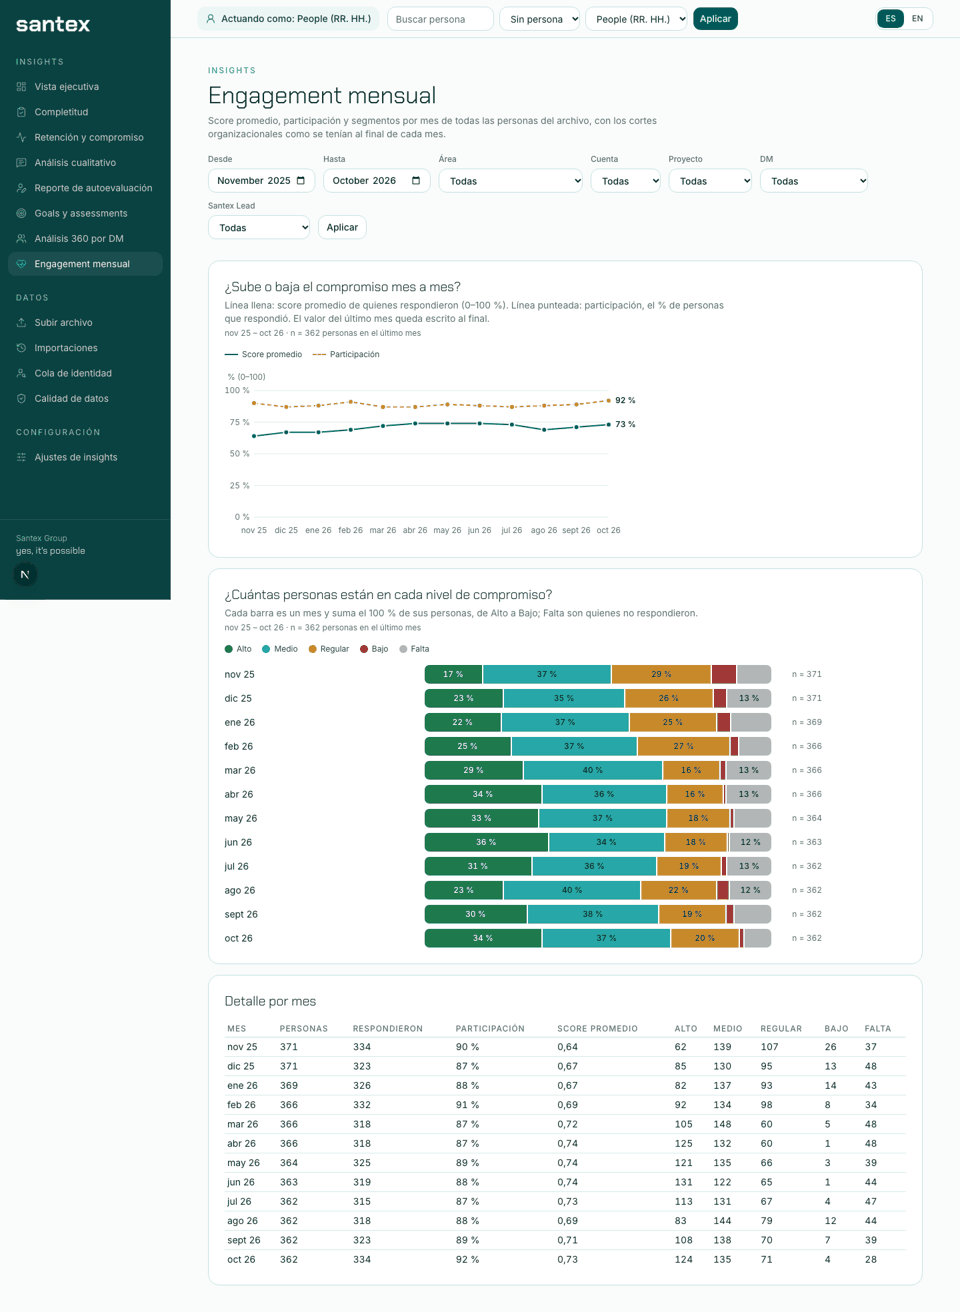 santex
INSIGHTS
Vista ejecutiva
Completitud
Retención y compromiso
Análisis cualitativo
Reporte de autoevaluación
Goals y assessments
Análisis 360 por DM
Engagement mensual
DATOS
Subir archivo
Importaciones
Cola de identidad
Calidad de datos
CONFIGURACIÓN
Ajustes de insights
Santex Group
yes, it's possible
N
Actuando como: People (RR. HH.)
Buscar persona
Sin persona
People (RR. HH.)
Aplicar
ES
EN
INSIGHTS
Engagement mensual
Score promedio, participación y segmentos por mes de todas las personas del archivo, con los cortes
organizacionales como se tenían al final de cada mes.
Desde
Hasta
Área
Cuenta
Proyecto
DM
November 2025
October 2026
Todas
Todas
Todas
Todas
Santex Lead
Todas
Aplicar
¿Sube o baja el compromiso mes a mes?
Línea llena: score promedio de quienes respondieron (0–100 %). Línea punteada: participación, el % de personas
que respondió. El valor del último mes queda escrito al final.
nov 25 – oct 26 · n = 362 personas en el último mes
Score promedio
Participación
% (0–100)
100 %
75 %
50 %
25 %
0 %
92 %
73 %
nov 25 dic 25 ene 26 feb 26 mar 26 abr 26 may 26 jun 26 jul 26 ago 26 sept 26 oct 26
¿Cuántas personas están en cada nivel de compromiso?
Cada barra es un mes y suma el 100 % de sus personas, de Alto a Bajo; Falta son quienes no respondieron.
nov 25 – oct 26 · n = 362 personas en el último mes
Alto Medio Regular Bajo Falta
nov 25 17 % 37 % 29 % n = 371
dic 25 23 % 35 % 26 % 13 % n = 371
ene 26 22 % 37 % 25 % n = 369
feb 26 25 % 37 % 27 % n = 366
mar 26 29 % 40 % 16 % 13 % n = 366
abr 26 34 % 36 % 16 % 13 % n = 366
may 26 33 % 37 % 18 % n = 364
jun 26 36 % 34 % 18 % 12 % n = 363
jul 26 31 % 36 % 19 % 13 % n = 362
ago 26 23 % 40 % 22 % 12 % n = 362
sept 26 30 % 38 % 19 % n = 362
oct 26 34 % 37 % 20 % n = 362
Detalle por mes
MES PERSONAS RESPONDIERON PARTICIPACIÓN SCORE PROMEDIO ALTO MEDIO REGULAR BAJO FALTA
nov 25 371 334 90 % 0,64 62 139 107 26 37
dic 25 371 323 87 % 0,67 85 130 95 13 48
ene 26 369 326 88 % 0,67 82 137 93 14 43
feb 26 366 332 91 % 0,69 92 134 98 8 34
mar 26 366 318 87 % 0,72 105 148 60 5 48
abr 26 366 318 87 % 0,74 125 132 60 1 48
may 26 364 325 89 % 0,74 121 135 66 3 39
jun 26 363 319 88 % 0,74 131 122 65 1 44
jul 26 362 315 87 % 0,73 113 131 67 4 47
ago 26 362 318 88 % 0,69 83 144 79 12 44
sept 26 362 323 89 % 0,71 108 138 70 7 39
oct 26 362 334 92 % 0,73 124 135 71 4 28